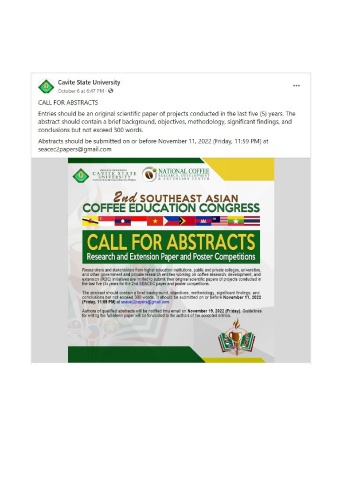 Cavite State University
October 6 at 6:47 PM
CALL FOR ABSTRACTS
Entries should be an original scientific paper of projects conducted in the last five (5) years. The
abstract should contain a brief background, objectives, methodology, significant findings, and
conclusions but not exceed 300 words.
Abstracts should be submitted on or before November 11, 2022 (Friday, 11:59 PM) at
seacec2papers@gmail.com
CAVITE STATE
UNIVERSITY
NATIONAL COFFEE
RESEARCH, DEVELOPMENT
& EXTENSION CENTER
2nd SOUTHEAST ASIAN
COFFEE EDUCATION CONGRESS
CALL FOR ABSTRACTS
Research and Extension Paper and Poster Competitions
Researchers and stakeholders from higher education institutions, public and private colleges, universities,
and other government and private research entities working on coffee research, development, and
extension (RDE) initiatives are invited to submit their original scientific papers of projects conducted in
the last five (5) years for the 2nd SEACEC paper and poster competitions.
The abstract should contain a brief background, objectives, methodology, significant findings, and
conclusions but not exceed 300 words. It should be submitted on or before November 11, 2022
(Friday, 11:59 PM) at seacec2papers@gmail.com
Authors of qualified abstracts will be notified thru email on November 19, 2022
for writing the full-blown paper will be forwarded to the authors of the accepted entries.